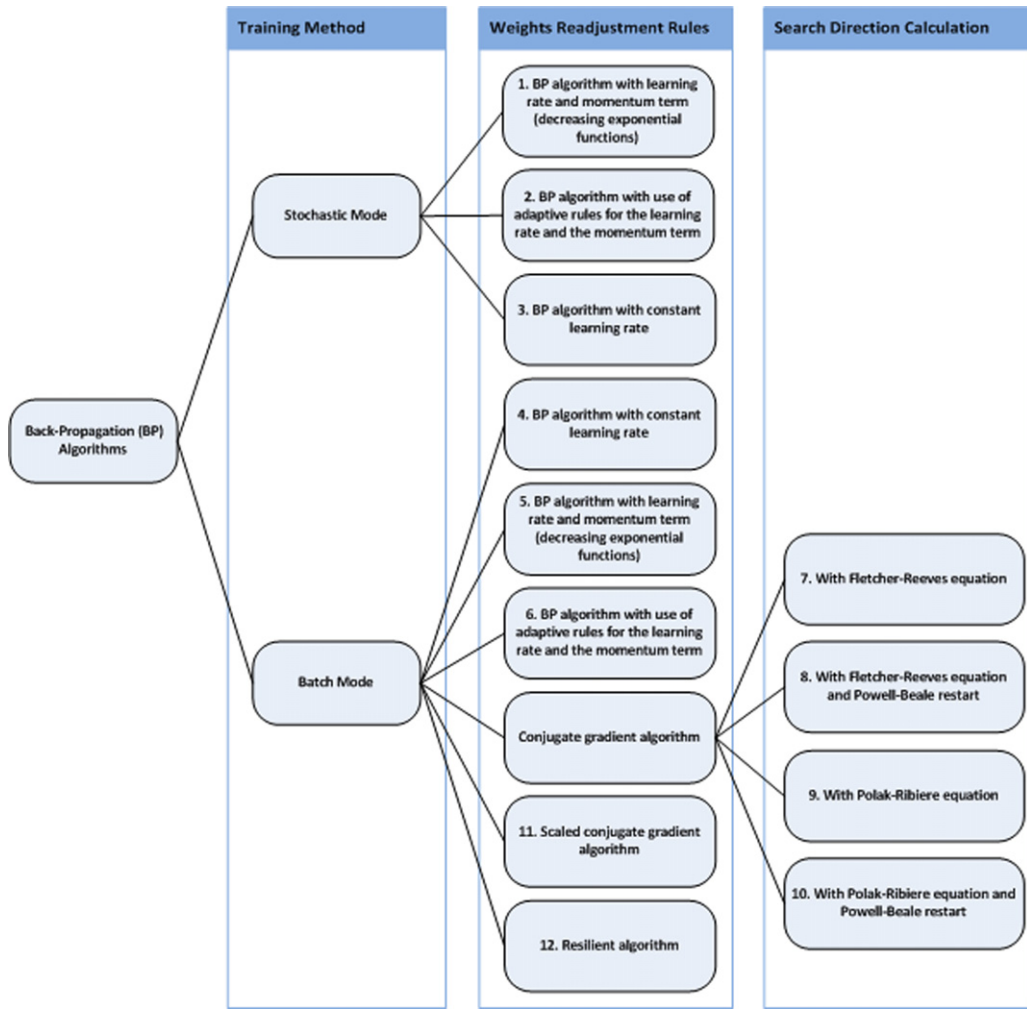 Training Method
Weights Readjustment Rules
Search Direction Calculation
Back-Propagation (BP)
Algorithms
Stochastic Mode
Batch Mode
1. BP algorithm with learning
rate and momentum term
(decreasing exponential
functions)
2. BP algorithm with use of
adaptive rules for the learning
rate and the momentum term
3. BP algorithm with constant
learning rate
4. BP algorithm with constant
learning rate
5. BP algorithm with learning
rate and momentum term
(decreasing exponential
functions)
6. BP algorithm with use of
adaptive rules for the learning
rate and the momentum term
Conjugate gradient algorithm
11. Scaled conjugate gradient
algorithm
12. Resilient algorithm
7. With Fletcher-Reeves equation
8. With Fletcher-Reeves equation
and Powell-Beale restart
9. With Polak-Ribiere equation
10. With Polak-Ribiere equation and
Powell-Beale restart